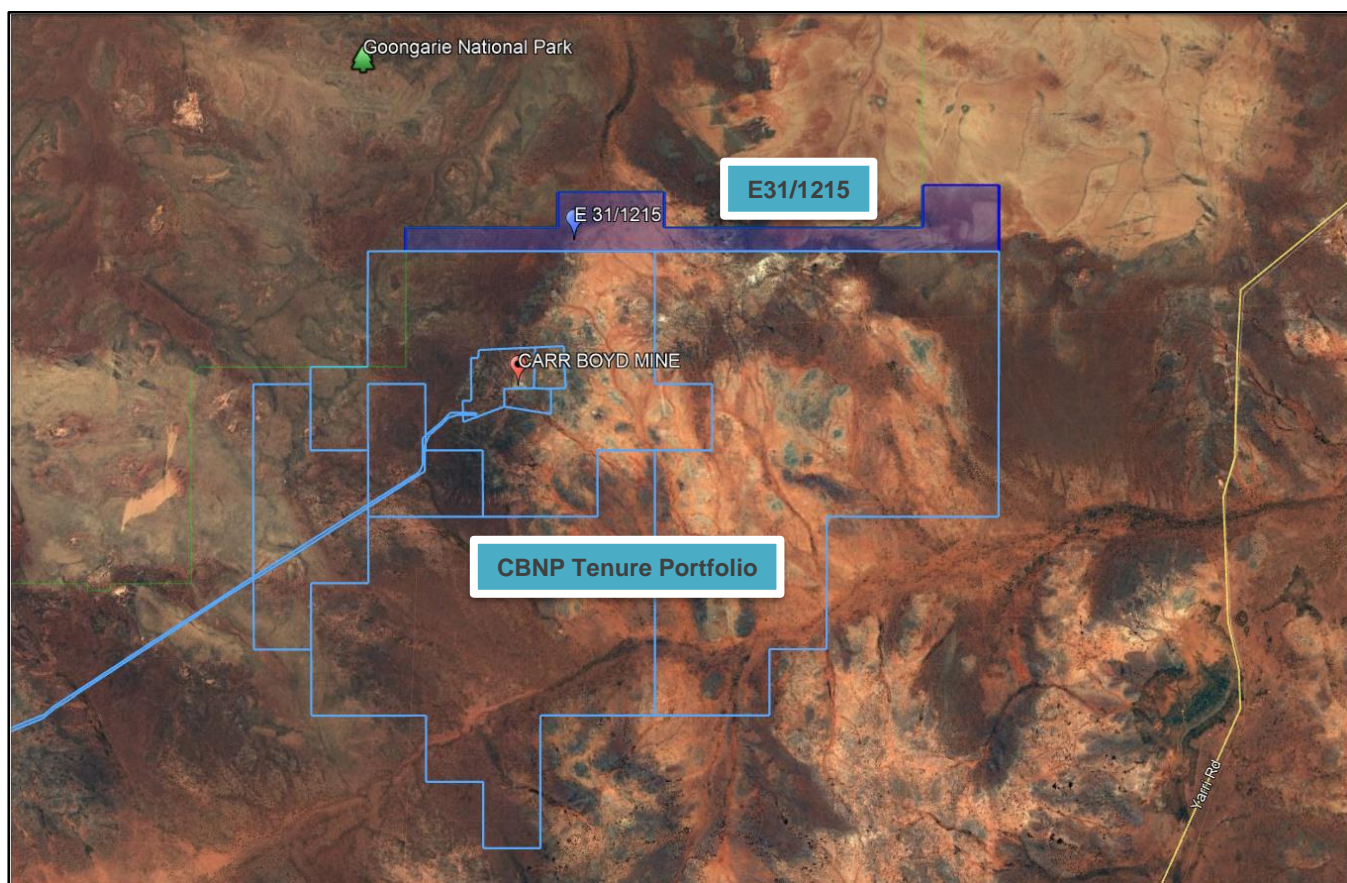 Goongarie National Park
E31/1215
E 31/1215
CARR BOYD MINE
CBNP Tenure Portfolio
Yarri Rd